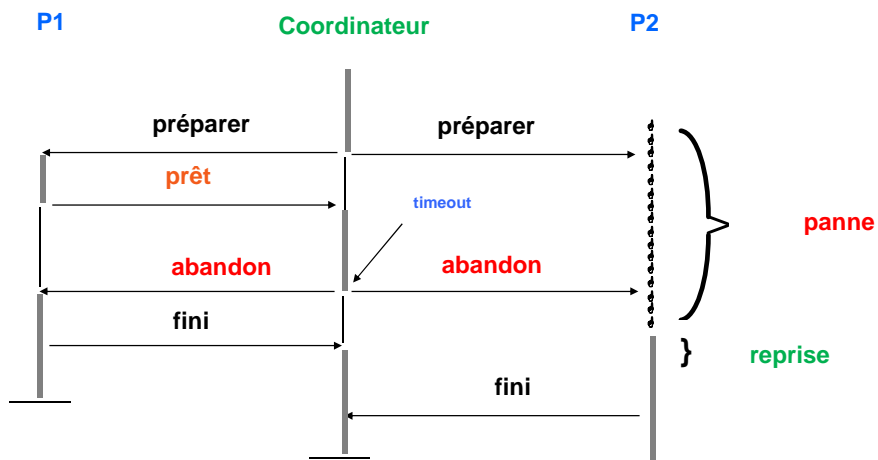 P1 Coordinateur P2
préparer préparer
prêt
timeout
panne
abandon abandon
fini
} reprise
fini